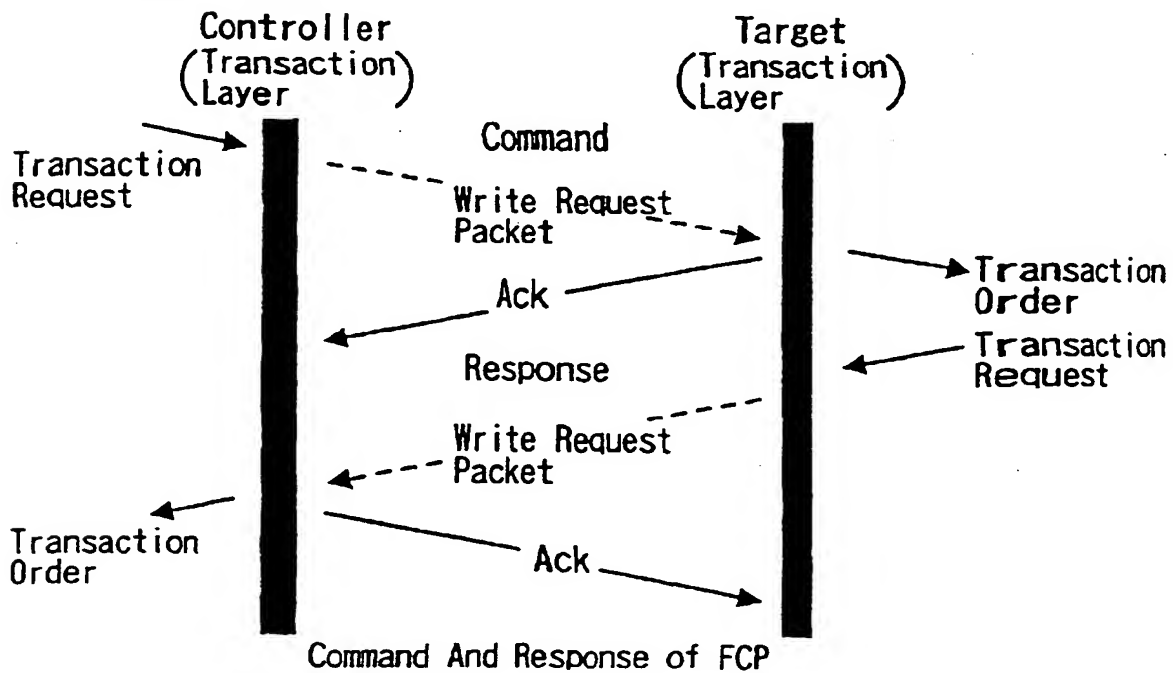 Controller
(Transaction
Layer)
Target
(Transaction
Layer)
Transaction
Request
Command
Write Request
Packet
Ack
Transaction
Order
Transaction
Request
Response
Write Request
Packet
Transaction
Order
Ack
Command And Response of FCP